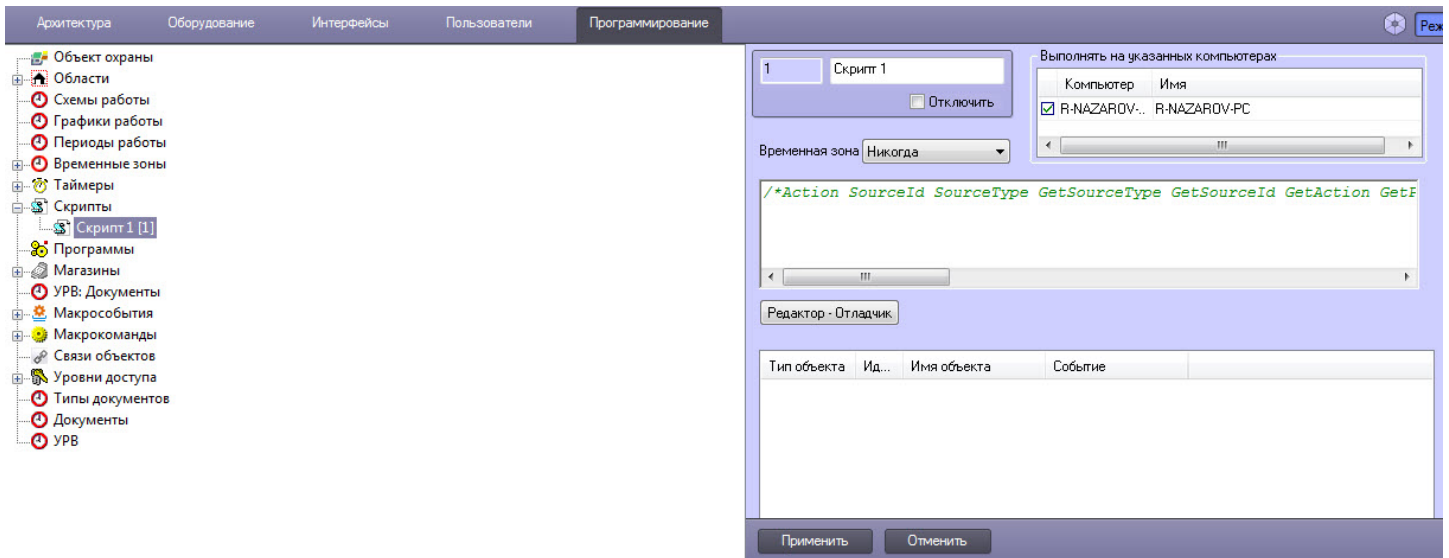 Архитектура Оборудование Интерфейсы Пользователи Программирование Реж
Объект охраны
Области
Схемы работы
Графики работы
Периоды работы
Временные зоны
Таймеры
Скрипты
Скрипт 1 [1]
Программы
Магазины
УРВ: Документы
Макрособытия
Макрокоманды
Связи объектов
Уровни доступа
Типы документов
Документы
УРВ
1 Скрипт 1
Отключить
Выполнять на указанных компьютерах
Компьютер Имя
R-NAZAROV-... R-NAZAROV-PC
Временная зона Никогда
/*Action SourceId SourceType GetSourceType GetSourceId GetAction GetF
Редактор - Отладчик
Тип объекта Ид... Имя объекта Событие
Применить Отменить